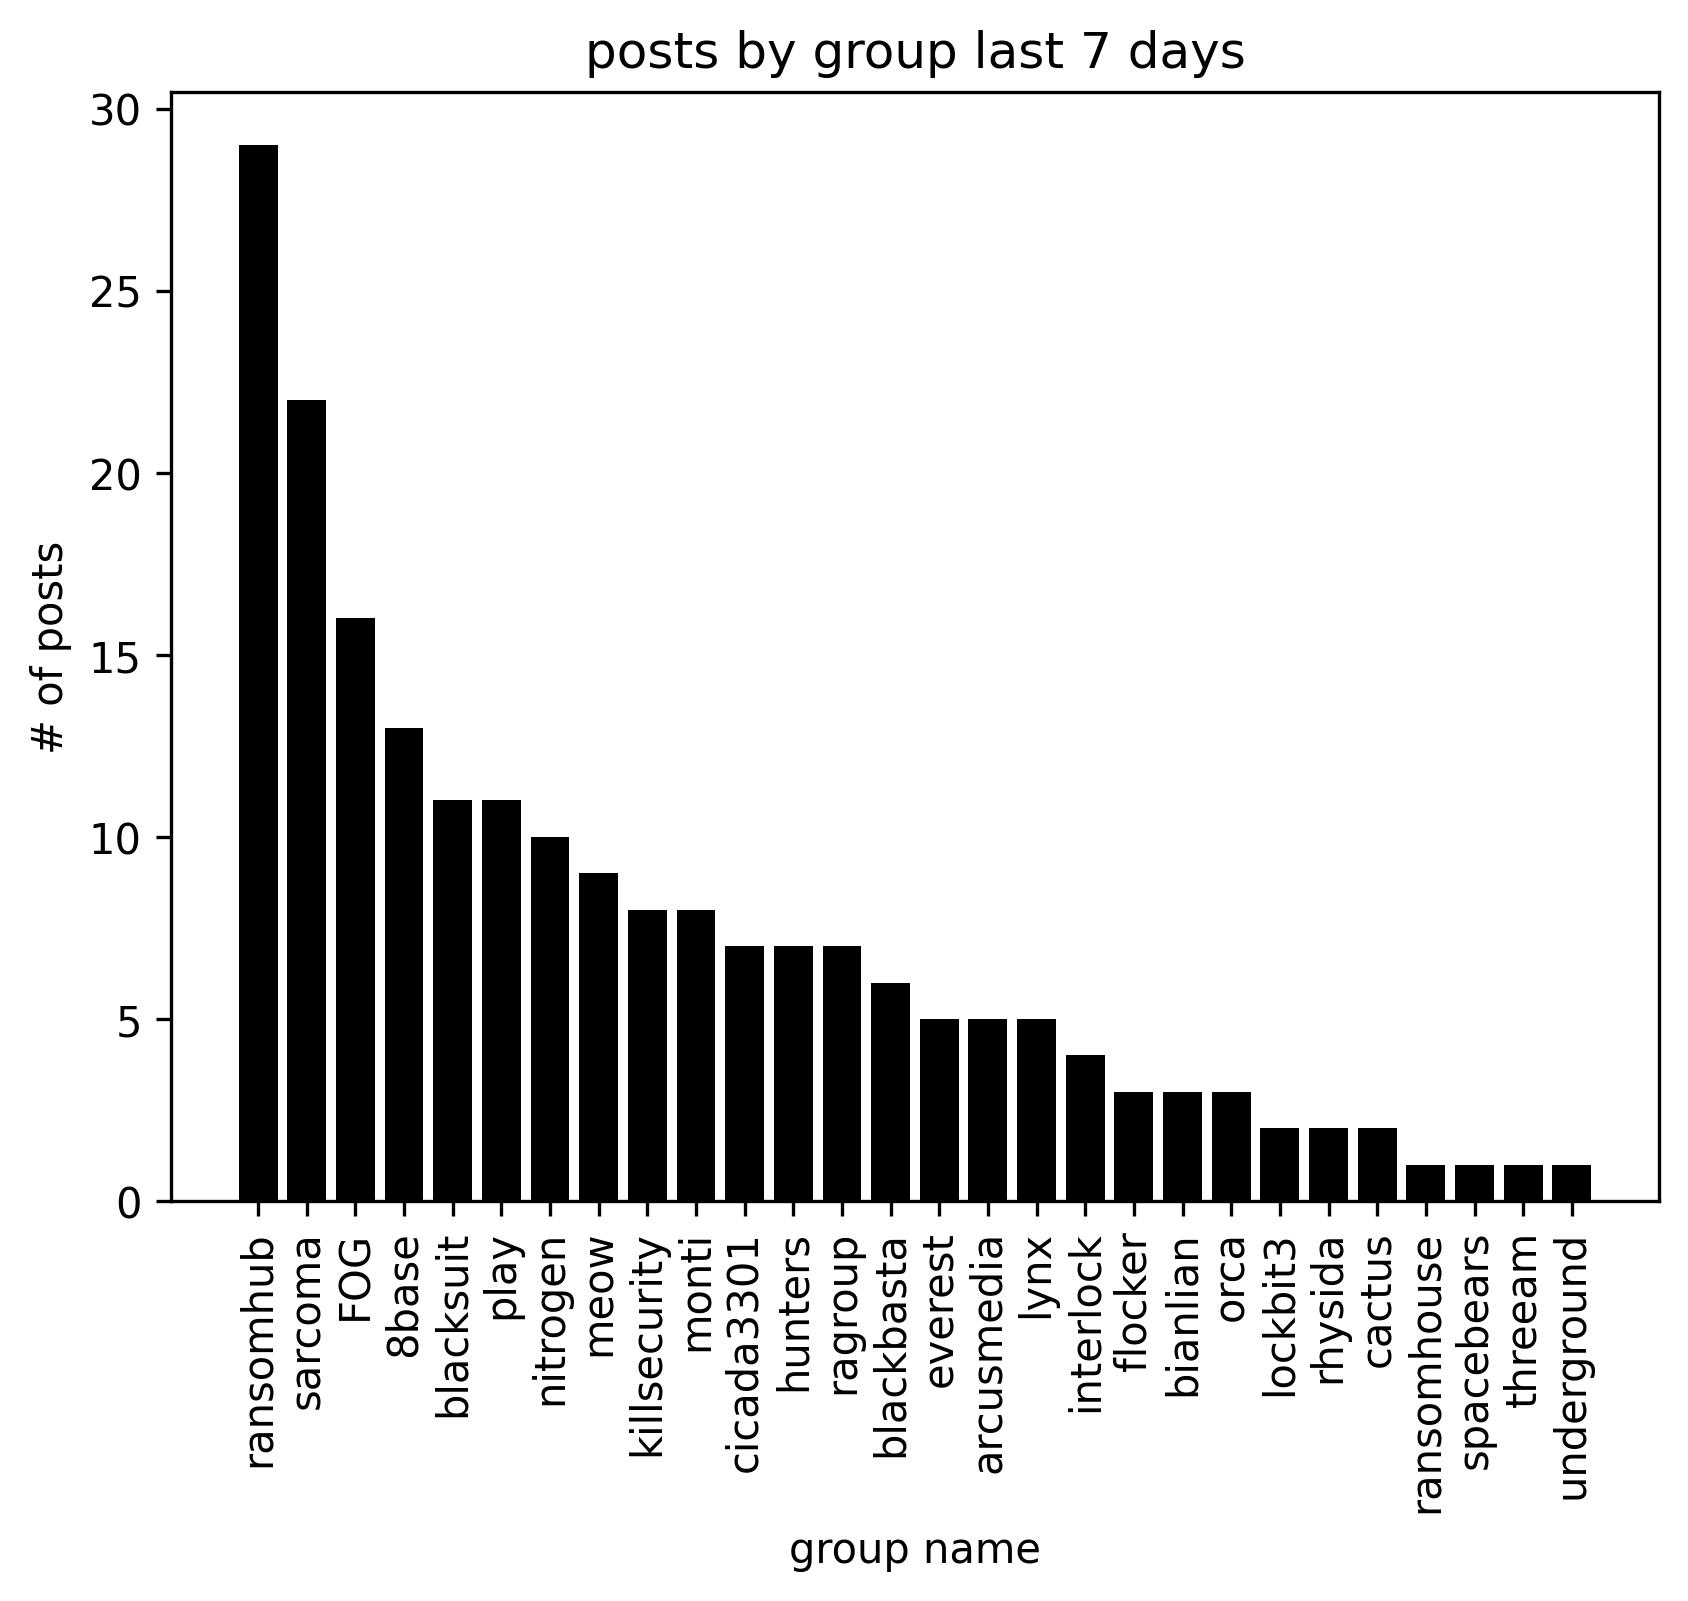 posts by group last 7 days
30
25
20
15
10
5
0
# of posts
ransomhub
sarcoma
FOG
8base
blacksuit
play
nitrogen
meow
killsecurity
monti
cicada3301
hunters
ragroup
blackbasta
everest
arcusmedia
lynx
interlock
flocker
bianlian
orca
lockbit3
rhysida
cactus
ransomhouse
spacebears
threeam
underground
group name